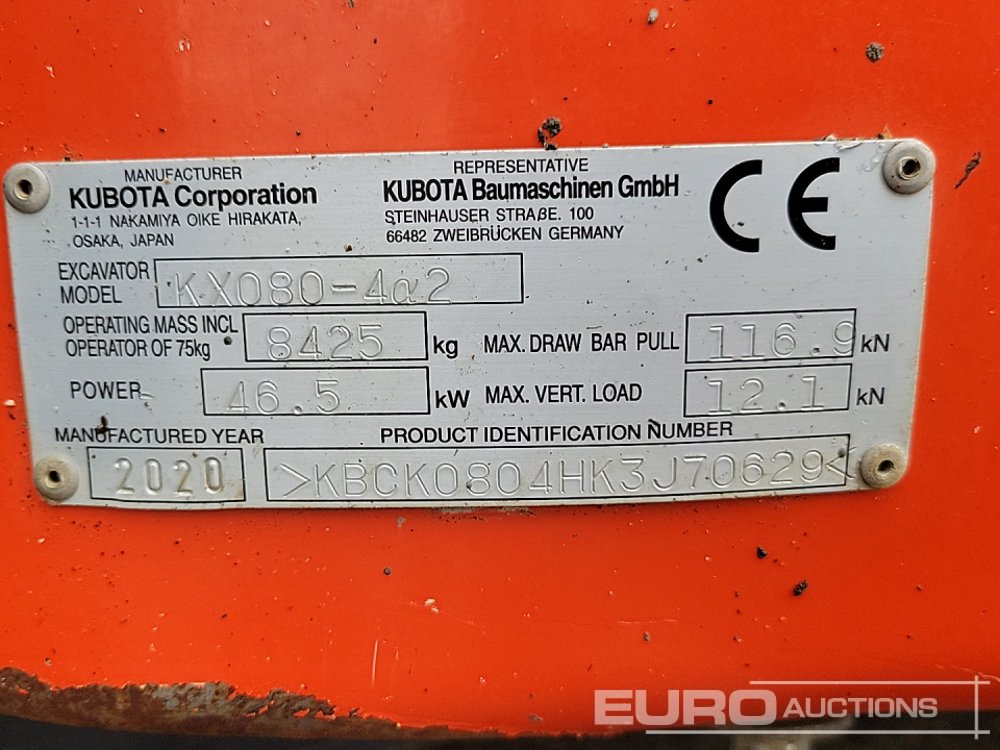 MANUFACTURER
KUBOTA Corporation
1-1-1 NAKAMIYA OIKE HIRAKATA,
OSAKA, JAPAN
REPRESENTATIVE
KUBOTA Baumaschinen GmbH
STEINHAUSER STRAßE. 100
66482 ZWEIBRÜCKEN GERMANY
CE
EXCAVATOR MODEL KX080-4α2
OPERATING MASS INCL
OPERATOR OF 75kg 8425 kg
MAX. DRAW BAR PULL 116.9 kN
POWER 46.5 kW
MAX. VERT. LOAD 12.1 kN
MANUFACTURED YEAR
2020
PRODUCT IDENTIFICATION NUMBER
>KBCK0804HK3J70629<
EURO AUCTIONS